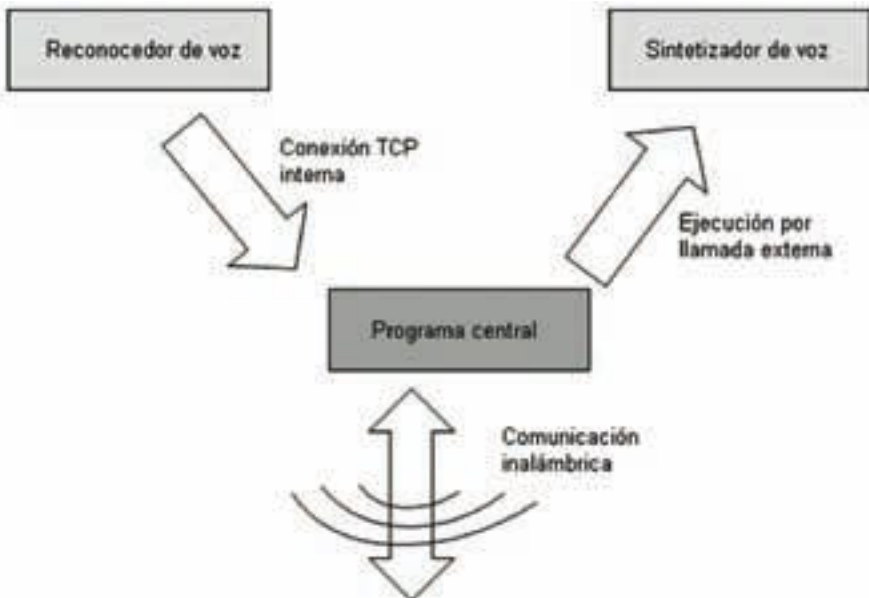 Reconocedor de voz
Sintetizador de voz
Conexión TCP
interna
Ejecución por
llamada externa
Programa central
Comunicación
inalámbrica